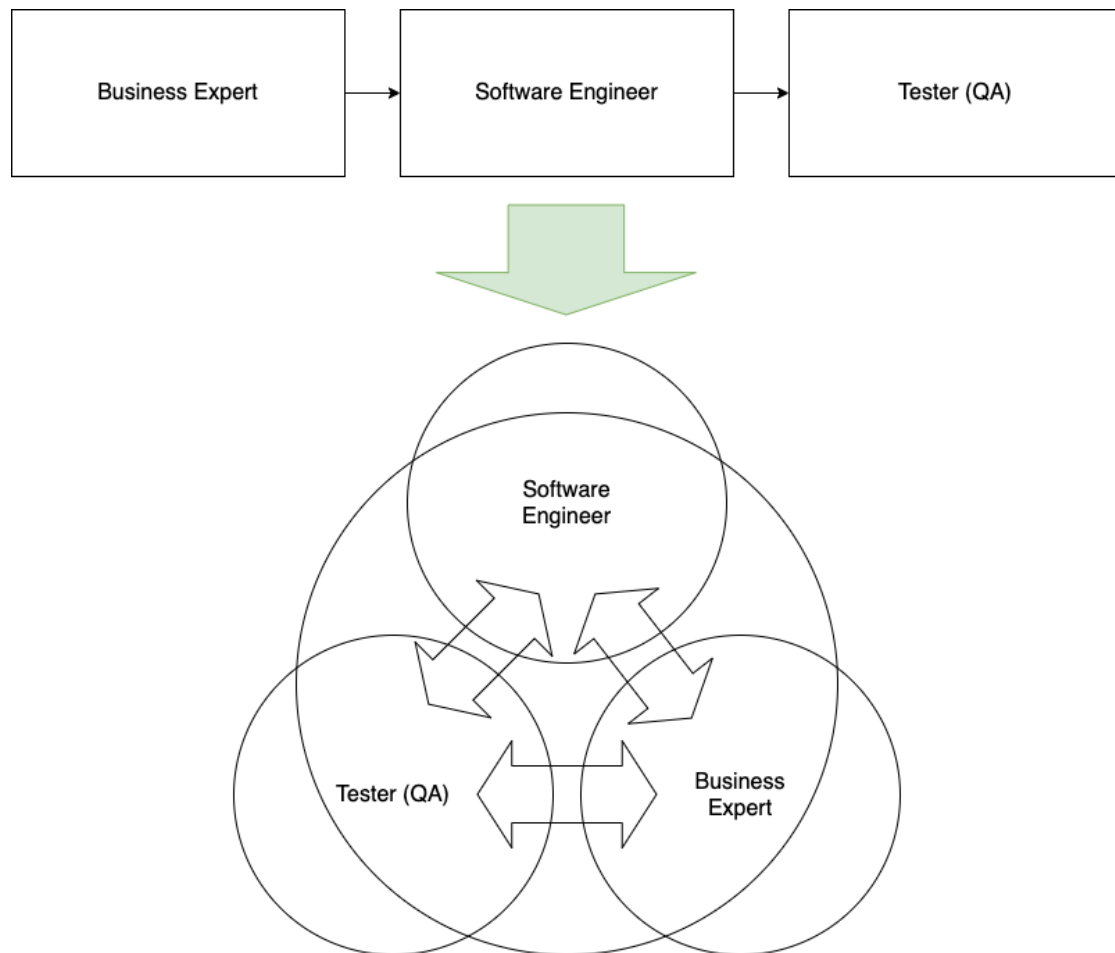 Business Expert
Software Engineer
Tester (QA)
Software
Engineer
Tester (QA)
Business
Expert